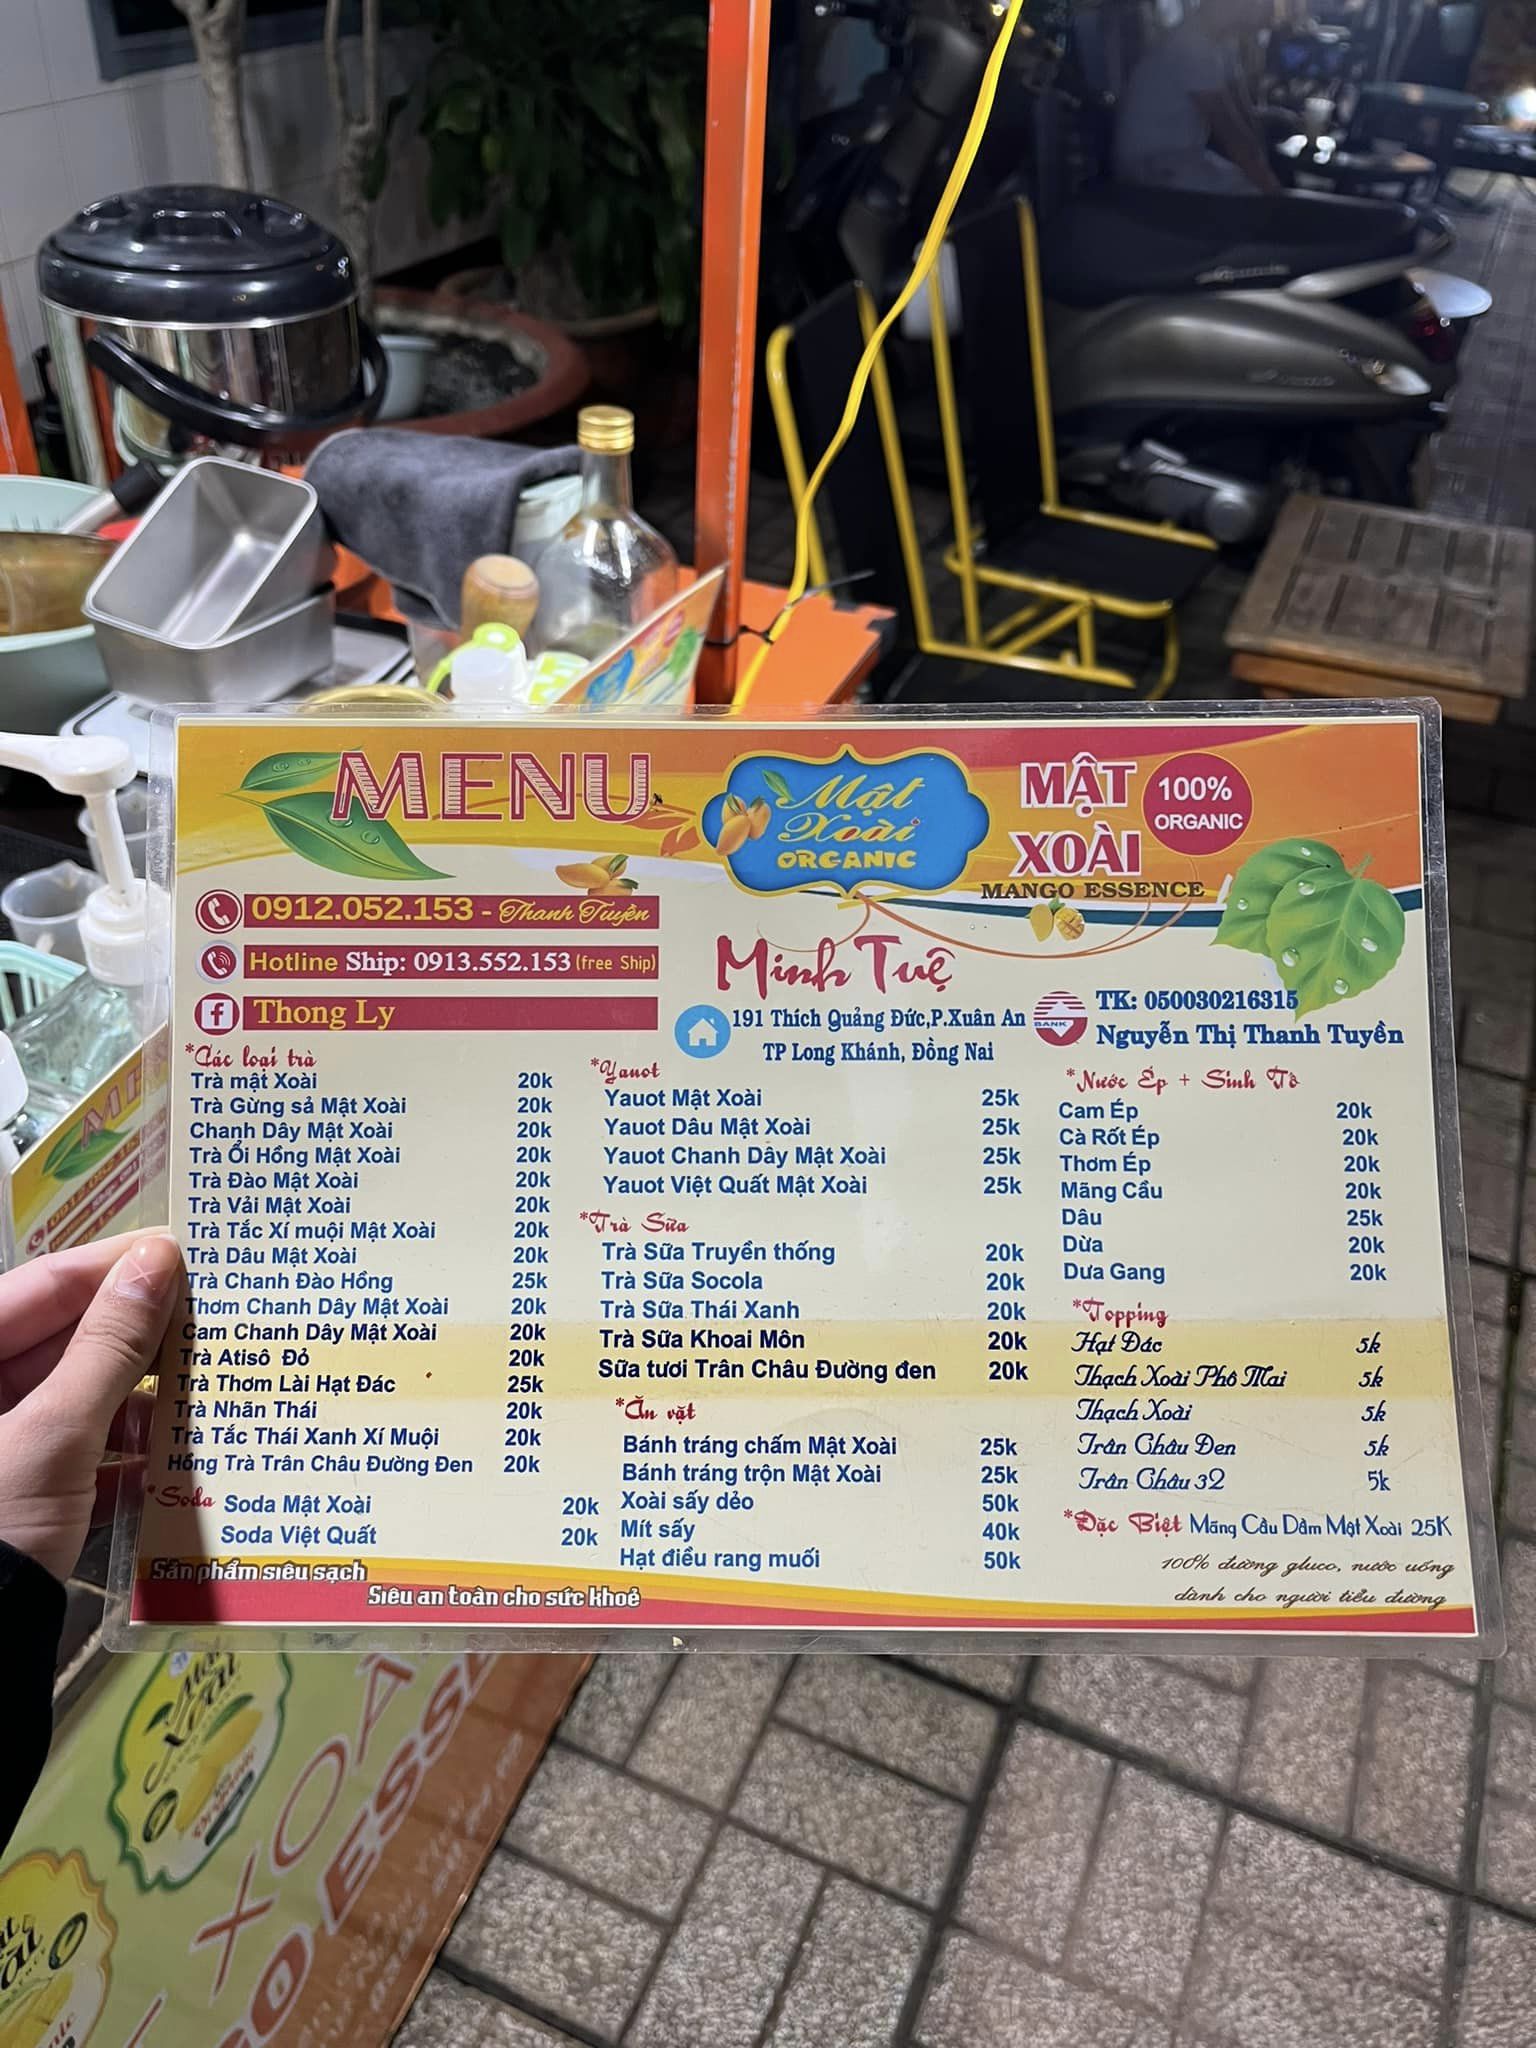 MENU
Mật
Xoài
ORGANIC
MẬT
XOÀI
100%
ORGANIC
MANGO ESSENCE
0912.052.153 - Thanh Tuyền
Hotline Ship: 0913.552.153 (free Ship)
Thong Ly
Minh Tuệ
191 Thích Quảng Đức,P.Xuân An
TP Long Khánh, Đồng Nai
BANK
TK: 050030216315
Nguyễn Thị Thanh Tuyền
*Các loại trà
Trà mật Xoài 20k
Trà Gừng sả Mật Xoài 20k
Chanh Dây Mật Xoài 20k
Trà Ổi Hồng Mật Xoài 20k
Trà Đào Mật Xoài 20k
Trà Vải Mật Xoài 20k
Trà Tắc Xí muội Mật Xoài 20k
Trà Dâu Mật Xoài 20k
Trà Chanh Đào Hồng 25k
Thơm Chanh Dây Mật Xoài 20k
Cam Chanh Dây Mật Xoài 20k
Trà Atisô Đỏ 20k
Trà Thơm Lài Hạt Đác 25k
Trà Nhãn Thái 20k
Trà Tắc Thái Xanh Xí Muội 20k
Hồng Trà Trân Châu Đường Đen 20k
*Soda Soda Mật Xoài 20k
Soda Việt Quất 20k
Sản phẩm siêu sạch
Siêu an toàn cho sức khoẻ
*Yauot
Yauot Mật Xoài 25k
Yauot Dâu Mật Xoài 25k
Yauot Chanh Dây Mật Xoài 25k
Yauot Việt Quất Mật Xoài 25k
*Trà Sữa
Trà Sữa Truyền thống 20k
Trà Sữa Socola 20k
Trà Sữa Thái Xanh 20k
Trà Sữa Khoai Môn 20k
Sữa tươi Trân Châu Đường đen 20k
*Ăn vặt
Bánh tráng chấm Mật Xoài 25k
Bánh tráng trộn Mật Xoài 25k
Xoài sấy dẻo 50k
Mít sấy 40k
Hạt điều rang muối 50k
*Nước Ép + Sinh Tố
Cam Ép 20k
Cà Rốt Ép 20k
Thơm Ép 20k
Mãng Cầu 20k
Dâu 25k
Dừa 20k
Dưa Gang 20k
*Topping
Hạt Đác 5k
Thạch Xoài Phô Mai 5k
Thạch Xoài 5k
Trân Châu Đen 5k
Trân Châu 32 5k
*Đặc Biệt Mãng Cầu Dầm Mật Xoài 25K
100% đường gluco, nước uống
dành cho người tiểu đường